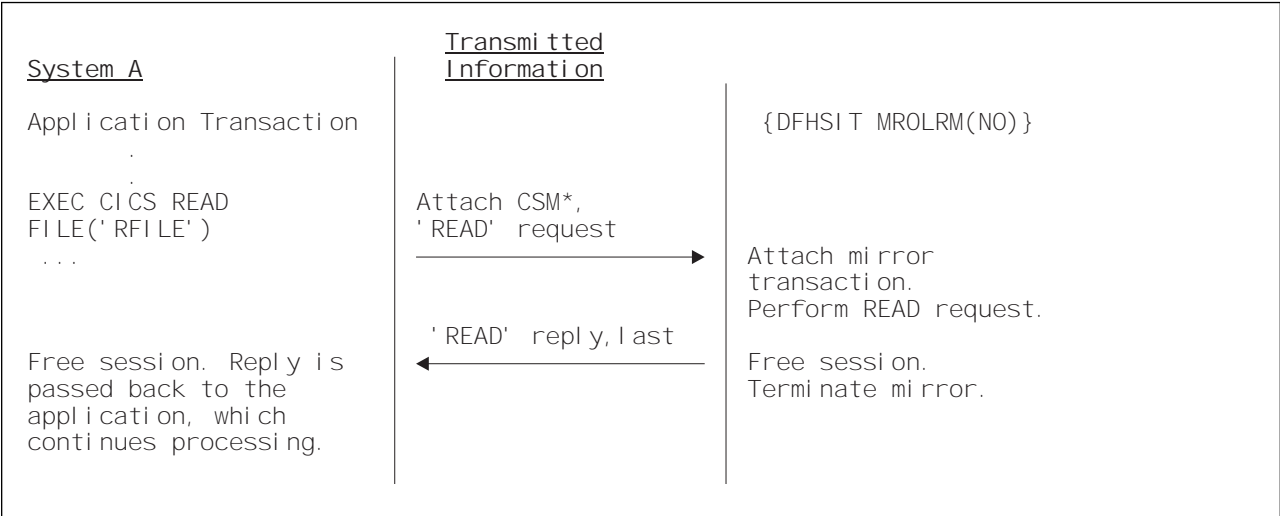 Transmitted
System A
Information
Application Transaction
{DFHSIT MROLRM(NO)}
.
.
EXEC CICS READ
Attach CSM*,
FILE('RFILE')
'READ' request
...
Attach mirror
transaction.
Perform READ request.
'READ' reply,last
Free session. Reply is
passed back to the
application, which
continues processing.
Free session.
Terminate mirror.